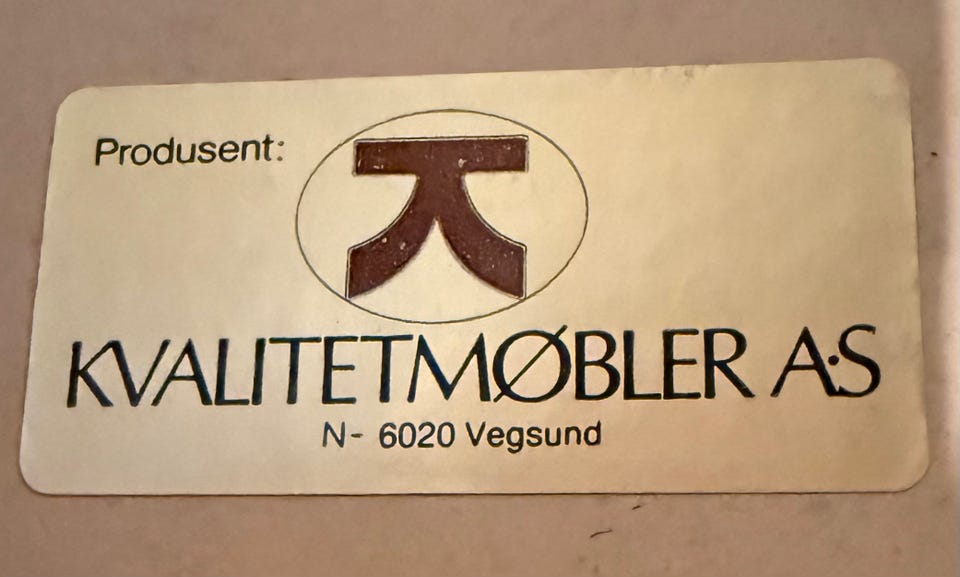 Produsent:
KVALITETMØBLER A·S
N- 6020 Vegsund